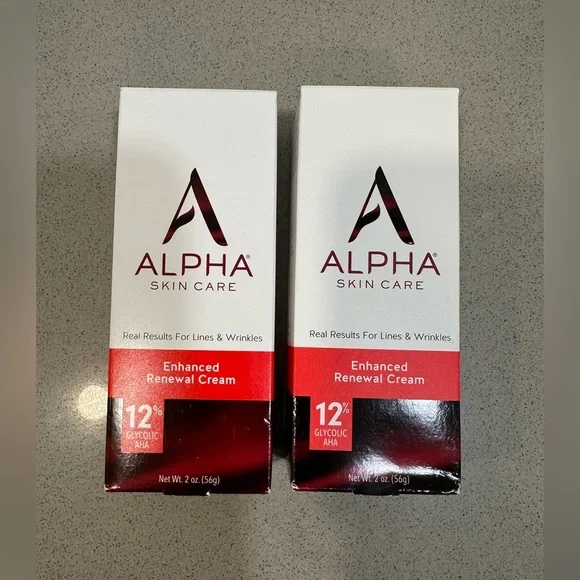 ALPHA®
SKIN CARE
Real Results For Lines & Wrinkles
Enhanced
Renewal Cream
12%
GLYCOLIC
AHA
Net Wt. 2 oz. (56g)
ALPHA®
SKIN CARE
Real Results For Lines & Wrinkles
Enhanced
Renewal Cream
12%
GLYCOLIC
AHA
Net Wt. 2 oz. (56g)